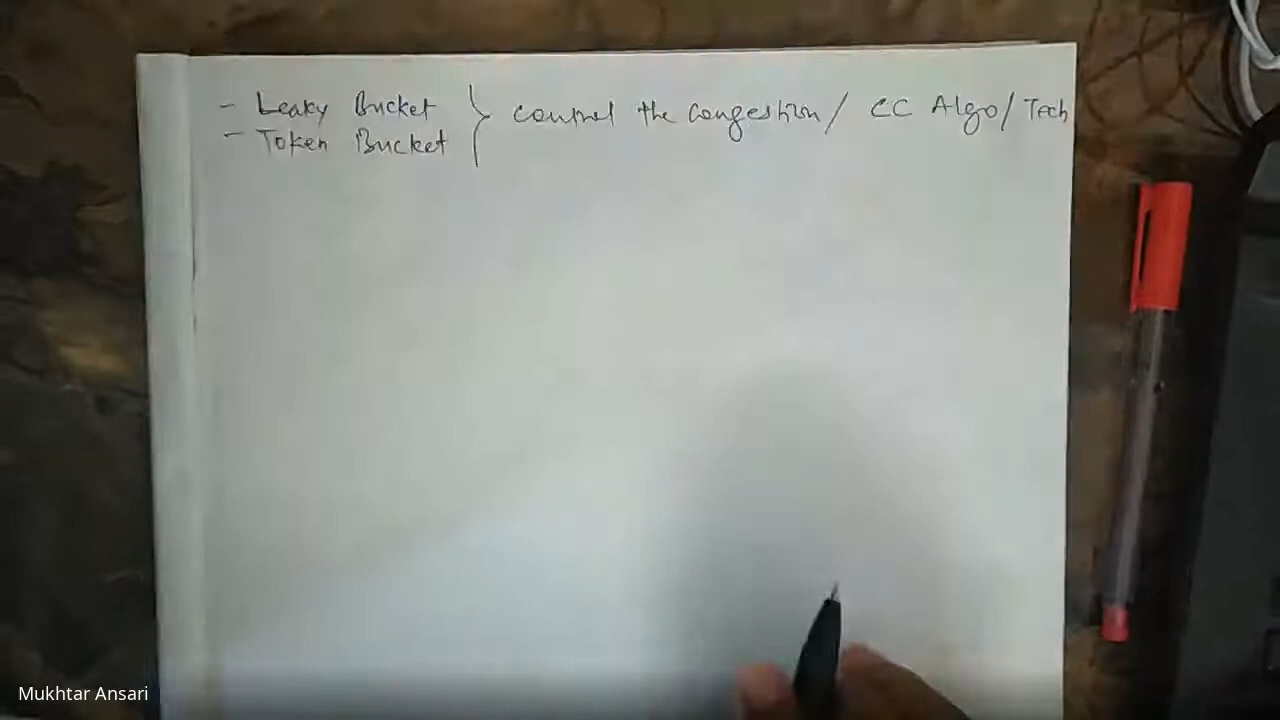 - Leaky Bucket } control the congestion / CC Algo / Tech
- Token Bucket
Mukhtar Ansari